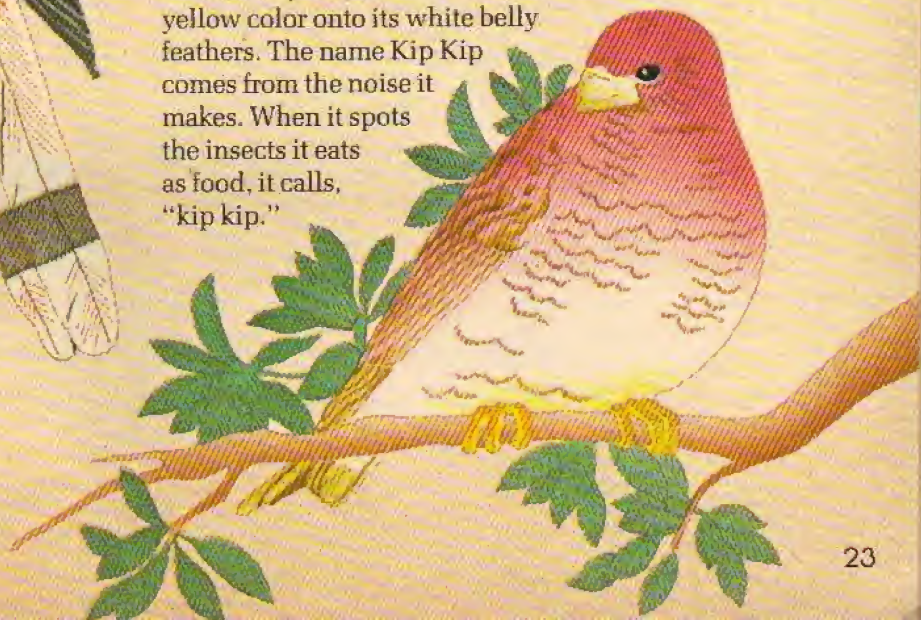 yellow color onto its white belly
feathers. The name Kip Kip
comes from the noise it
makes. When it spots
the insects it eats
as food, it calls,
“kip kip.”
23